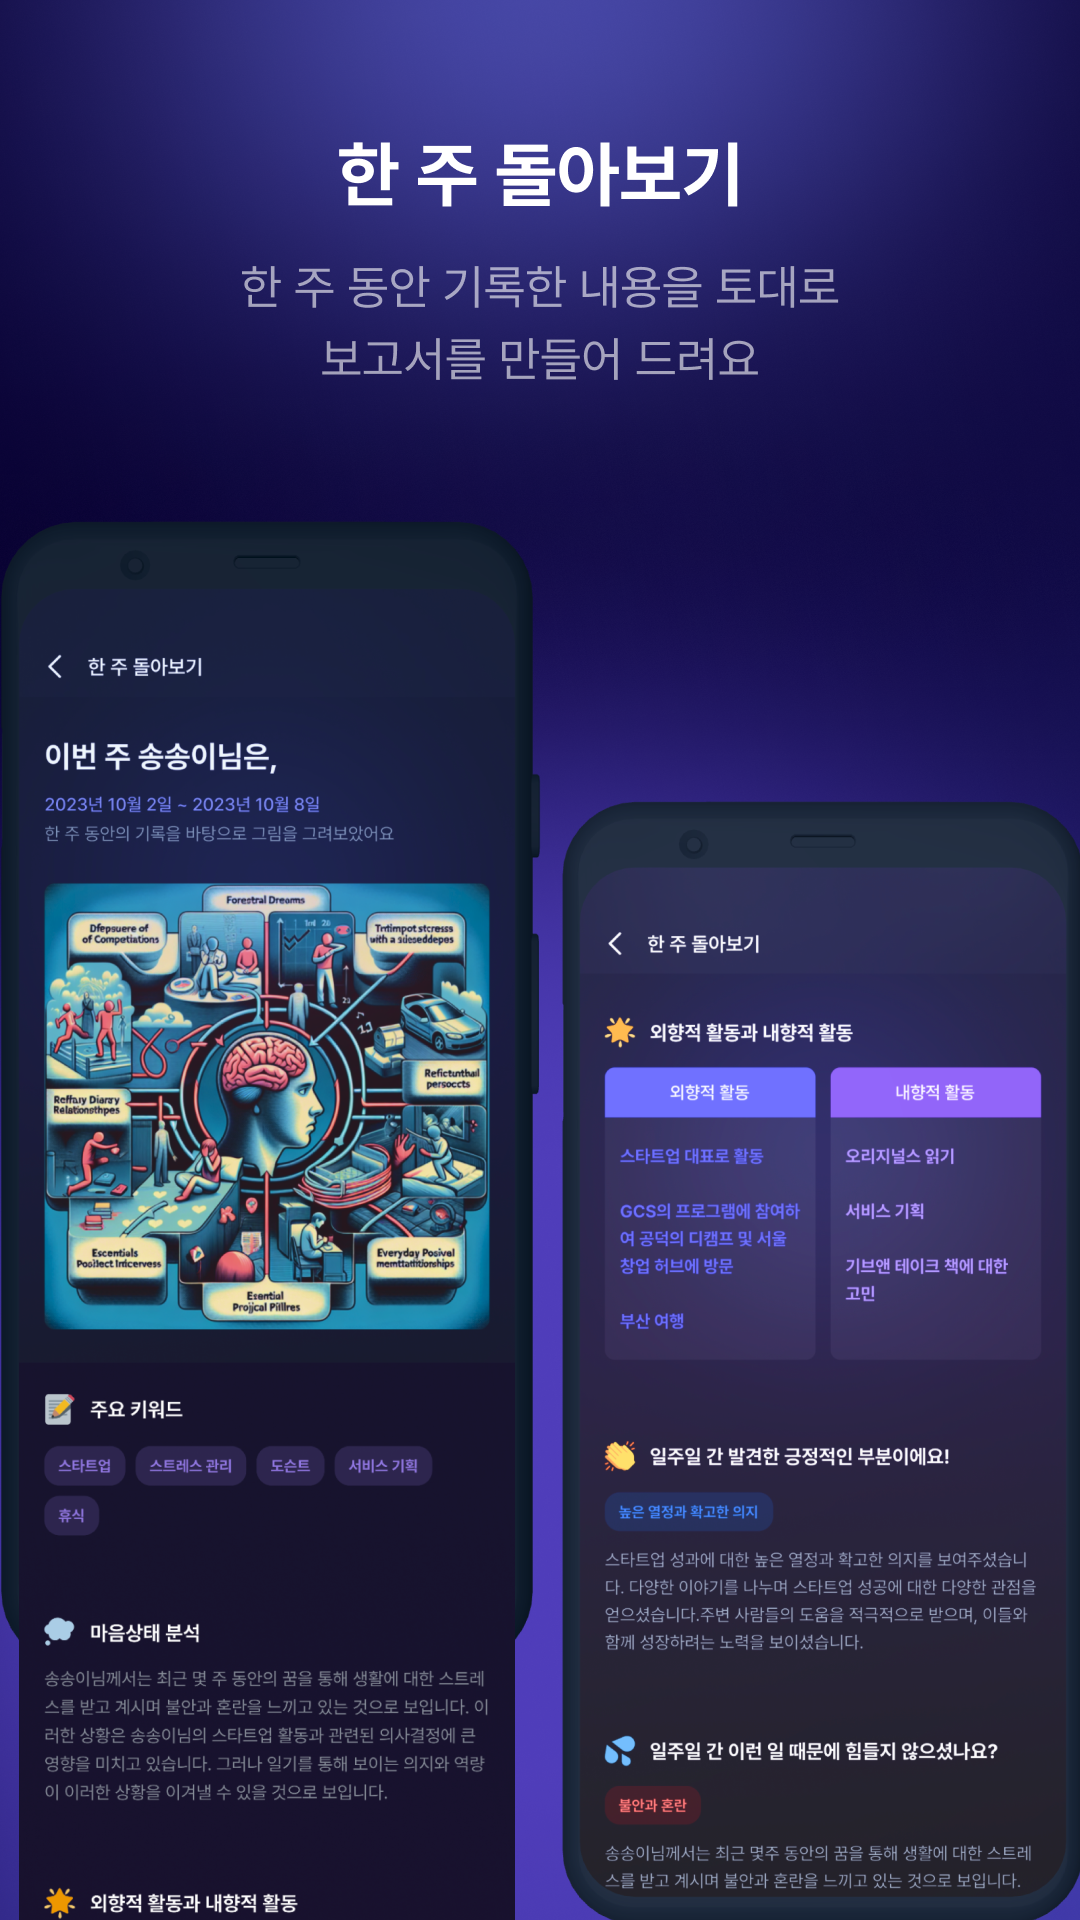 한 주 돌아보기
한 주 동안 기록한 내용을 토대로
보고서를 만들어 드려요
한 주 돌아보기
이번 주 송송이님은,
2023년 10월 2일 ~ 2023년 10월 8일
한 주 동안의 기록을 바탕으로 그림을 그려보았어요
Forestral Dreams
Dfepsuere of
of Competations
with a
Refictunthal
persoccts
Reffury Diarry
Relationsthpes
Escentials
Everyday Posival
Esential
Projical Pillres
주요 키워드
스타트업
스트레스 관리
도슨트
서비스 기획
휴식
마음상태 분석
송송이님께서는 최근 몇 주 동안의 꿈을 통해 생활에 대한 스트레
스를 받고 계시며 불안과 혼란을 느끼고 있는 것으로 보입니다. 이
러한 상황은 송송이님의 스타트업 활동과 관련된 의사결정에 큰
영향을 미치고 있습니다. 그러나 일기를 통해 보이는 의지와 역량
이 이러한 상황을 이겨낼 수 있을 것으로 보입니다.
외향적 활동과 내향적 활동
한 주 돌아보기
외향적 활동과 내향적 활동
외향적 활동
스타트업 대표로 활동
GCS의 프로그램에 참여하
여 공덕의 디캠프 및 서울
창업 허브에 방문
부산 여행
내향적 활동
오리지널스 읽기
서비스 기획
기브앤 테이크 책에 대한
고민
일주일 간 발견한 긍정적인 부분이에요!
높은 열정과 확고한 의지
스타트업 성과에 대한 높은 열정과 확고한 의지를 보여주셨습니
다. 다양한 이야기를 나누며 스타트업 성공에 대한 다양한 관점을
얻으셨습니다.주변 사람들의 도움을 적극적으로 받으며, 이들와
함께 성장하려는 노력을 보이셨습니다.
일주일 간 이런 일 때문에 힘들지 않으셨나요?
불안과 혼란
송송이님께서는 최근 몇주 동안의 꿈을 통해 생활에 대한 스트레
스를 받고 계시며 불안과 혼란을 느끼고 있는 것으로 보입니다.